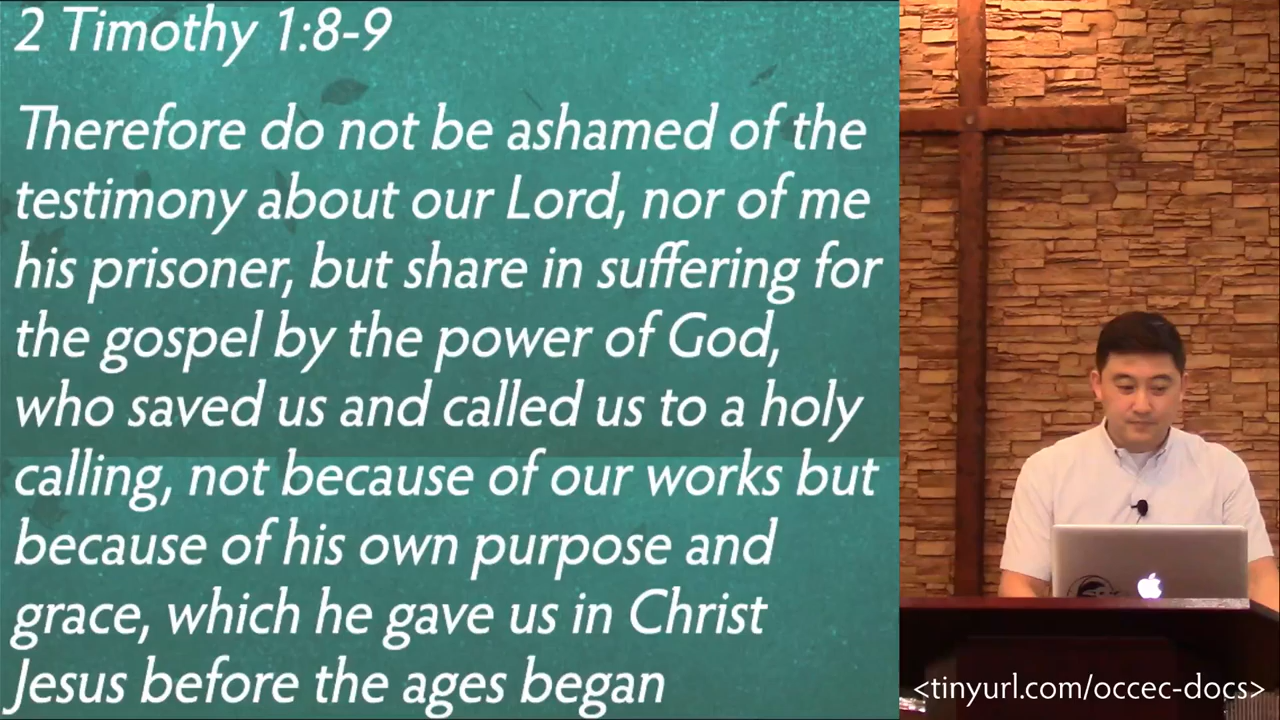 2 Timothy 1:8-9
Therefore do not be ashamed of the
testimony about our Lord, nor of me
his prisoner, but share in suffering for
the gospel by the power of God,
who saved us and called us to a holy
calling, not because of our works but
because of his own purpose and
grace, which he gave us in Christ
Jesus before the ages began
<tinyurl.com/occec-docs>